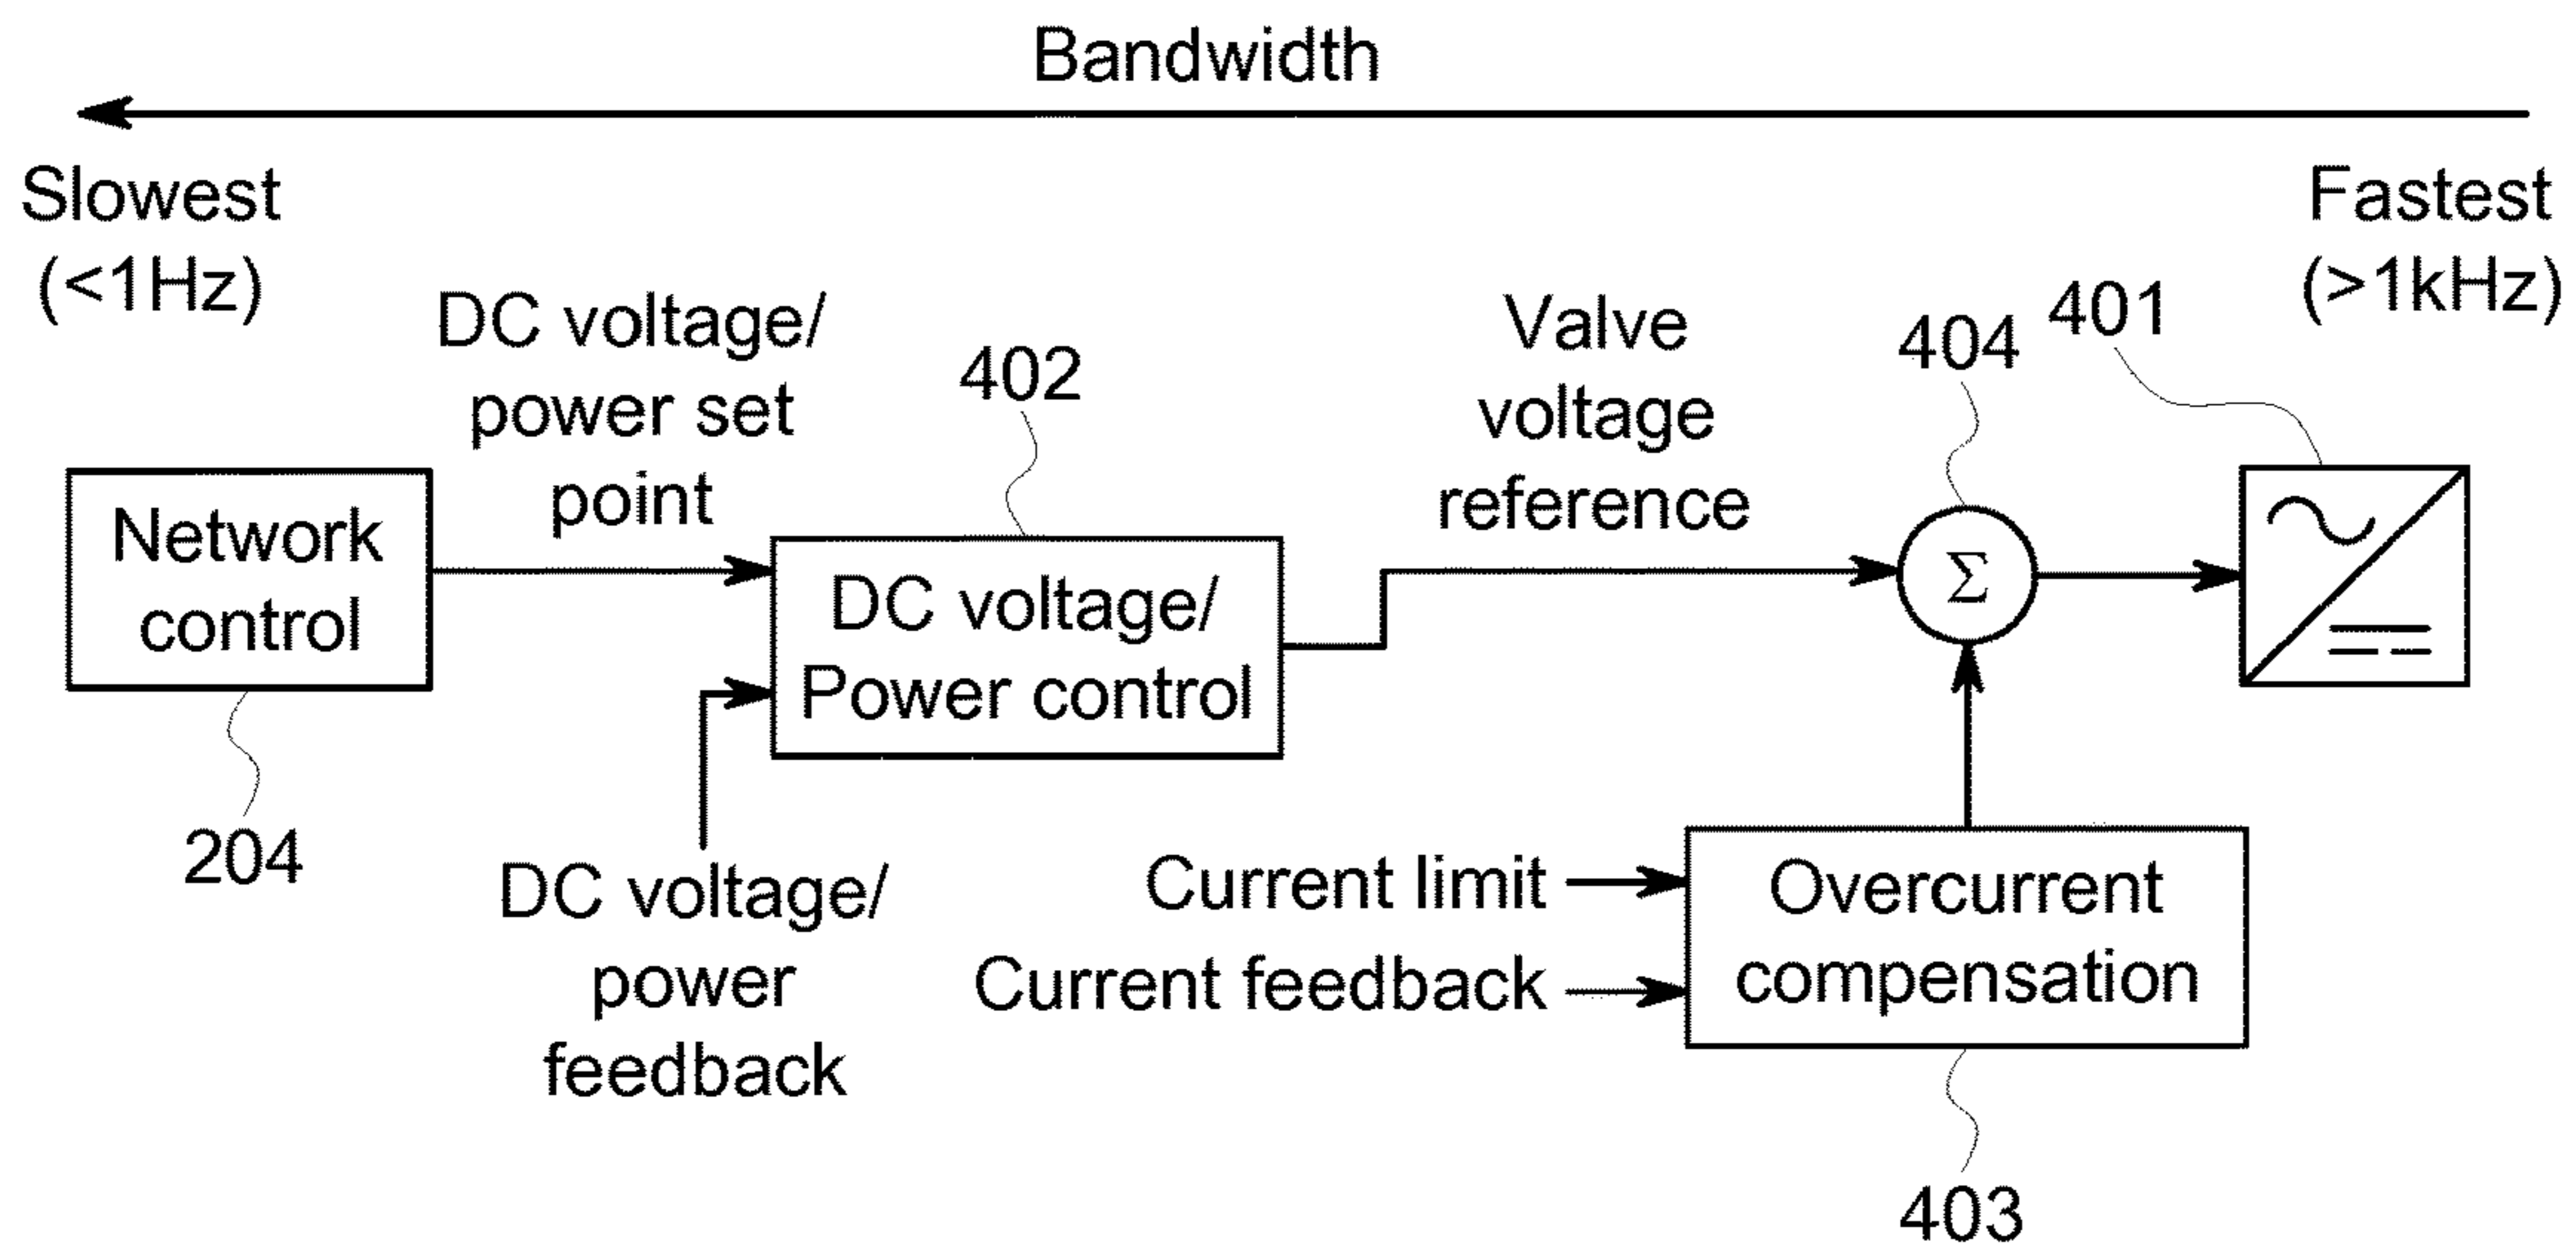 Bandwidth
Slowest
(<1Hz)
Fastest
(>1kHz)
DC voltage/
power set
point
402
Valve
voltage
reference
404
401
Network
control
204
DC voltage/
Power control
Σ
DC voltage/
power
feedback
Current limit
Current feedback
Overcurrent
compensation
403